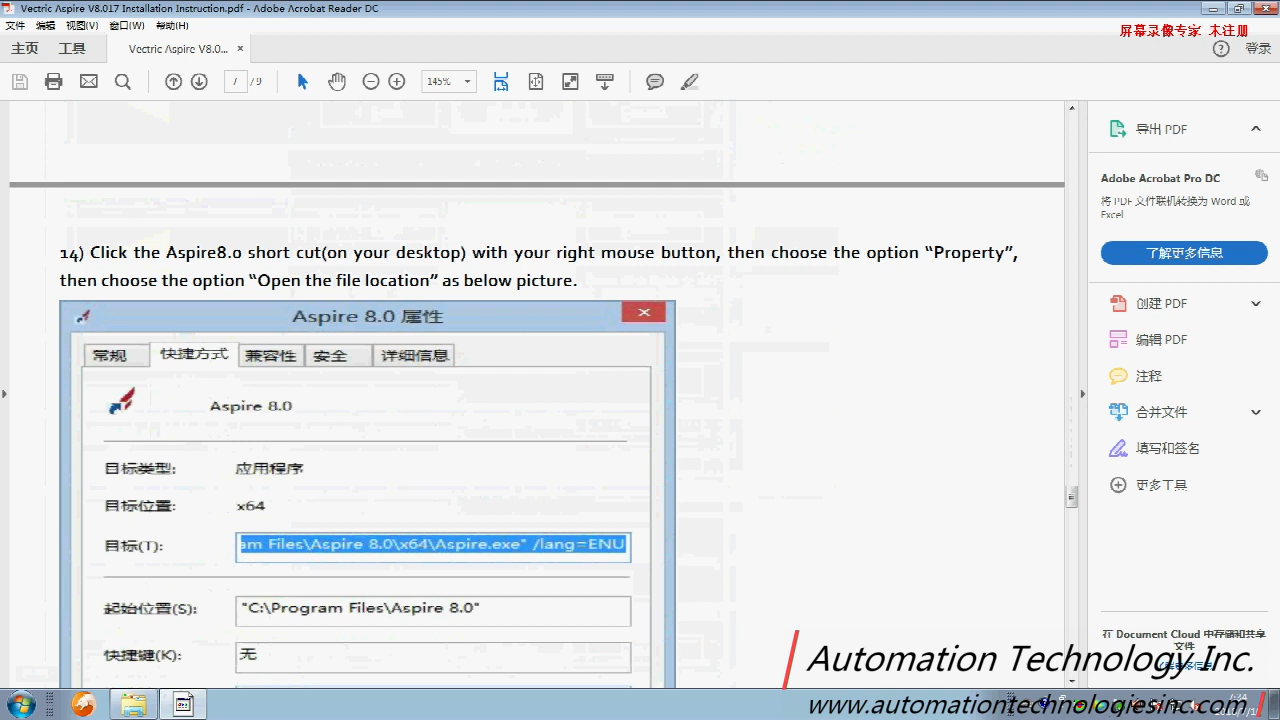 Vectric Aspire V8.017 Installation Instruction.pdf - Adobe Acrobat Reader DC
文件 编辑 视图(V) 窗口(W) 帮助(H)
屏幕录像专家 未注册
主页 工具 Vectric Aspire V8.0... × 登录
7 / 9 145%
导出 PDF
Adobe Acrobat Pro DC
将 PDF 文件联机转换为 Word 或
Excel
了解更多信息
创建 PDF
编辑 PDF
注释
合并文件
填写和签名
更多工具
在 Document Cloud 中存储和共享
文件
14) Click the Aspire8.0 short cut(on your desktop) with your right mouse button, then choose the option “Property”,
then choose the option “Open the file location” as below picture.
Aspire 8.0 属性
常规 快捷方式 兼容性 安全 详细信息
Aspire 8.0
目标类型: 应用程序
目标位置: x64
目标(T): am Files\Aspire 8.0\x64\Aspire.exe" /lang=ENU
起始位置(S): "C:\Program Files\Aspire 8.0"
快捷键(K): 无
Automation Technology Inc.
www.automationtechnologiesinc.com